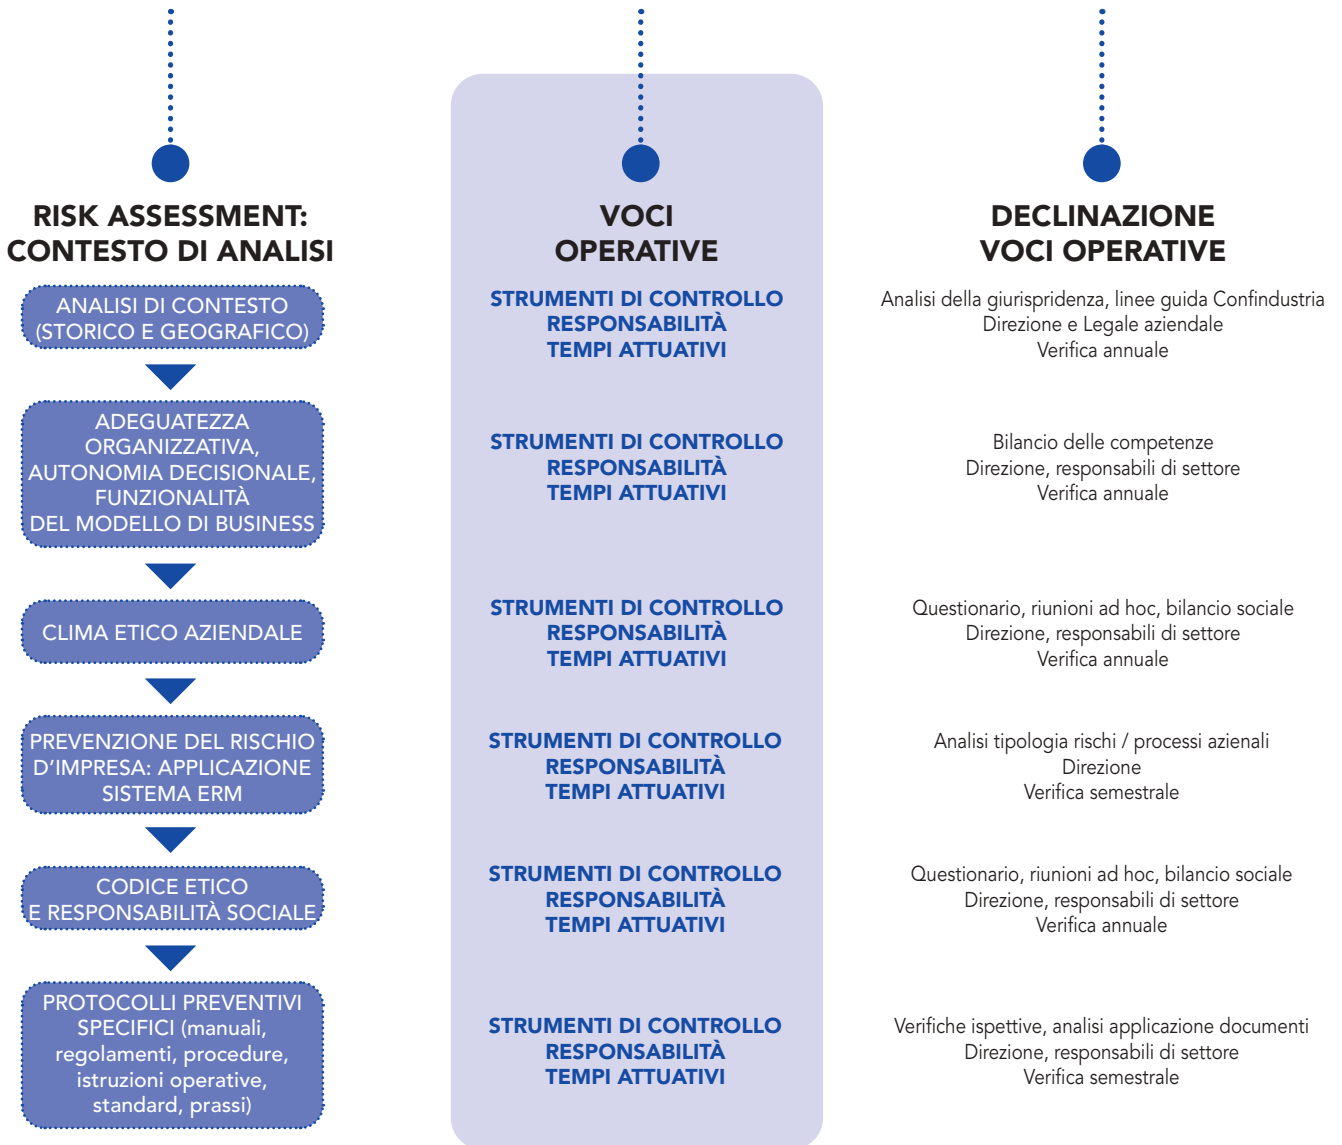 RISK ASSESSMENT:
CONTESTO DI ANALISI
VOCI
OPERATIVE
DECLINAZIONE
VOCI OPERATIVE
ANALISI DI CONTESTO
(STORICO E GEOGRAFICO)
STRUMENTI DI CONTROLLO
RESPONSABILITÀ
TEMPI ATTUATIVI
Analisi della giurispridenza, linee guida Confindustria
Direzione e Legale aziendale
Verifica annuale
ADEGUATEZZA
ORGANIZZATIVA,
AUTONOMIA DECISIONALE,
FUNZIONALITÀ
DEL MODELLO DI BUSINESS
STRUMENTI DI CONTROLLO
RESPONSABILITÀ
TEMPI ATTUATIVI
Bilancio delle competenze
Direzione, responsabili di settore
Verifica annuale
CLIMA ETICO AZIENDALE
STRUMENTI DI CONTROLLO
RESPONSABILITÀ
TEMPI ATTUATIVI
Questionario, riunioni ad hoc, bilancio sociale
Direzione, responsabili di settore
Verifica annuale
PREVENZIONE DEL RISCHIO
D'IMPRESA: APPLICAZIONE
SISTEMA ERM
STRUMENTI DI CONTROLLO
RESPONSABILITÀ
TEMPI ATTUATIVI
Analisi tipologia rischi / processi azienali
Direzione
Verifica semestrale
CODICE ETICO
E RESPONSABILITÀ SOCIALE
STRUMENTI DI CONTROLLO
RESPONSABILITÀ
TEMPI ATTUATIVI
Questionario, riunioni ad hoc, bilancio sociale
Direzione, responsabili di settore
Verifica annuale
PROTOCOLLI PREVENTIVI
SPECIFICI (manuali,
regolamenti, procedure,
istruzioni operative,
standard, prassi)
STRUMENTI DI CONTROLLO
RESPONSABILITÀ
TEMPI ATTUATIVI
Verifiche ispettive, analisi applicazione documenti
Direzione, responsabili di settore
Verifica semestrale